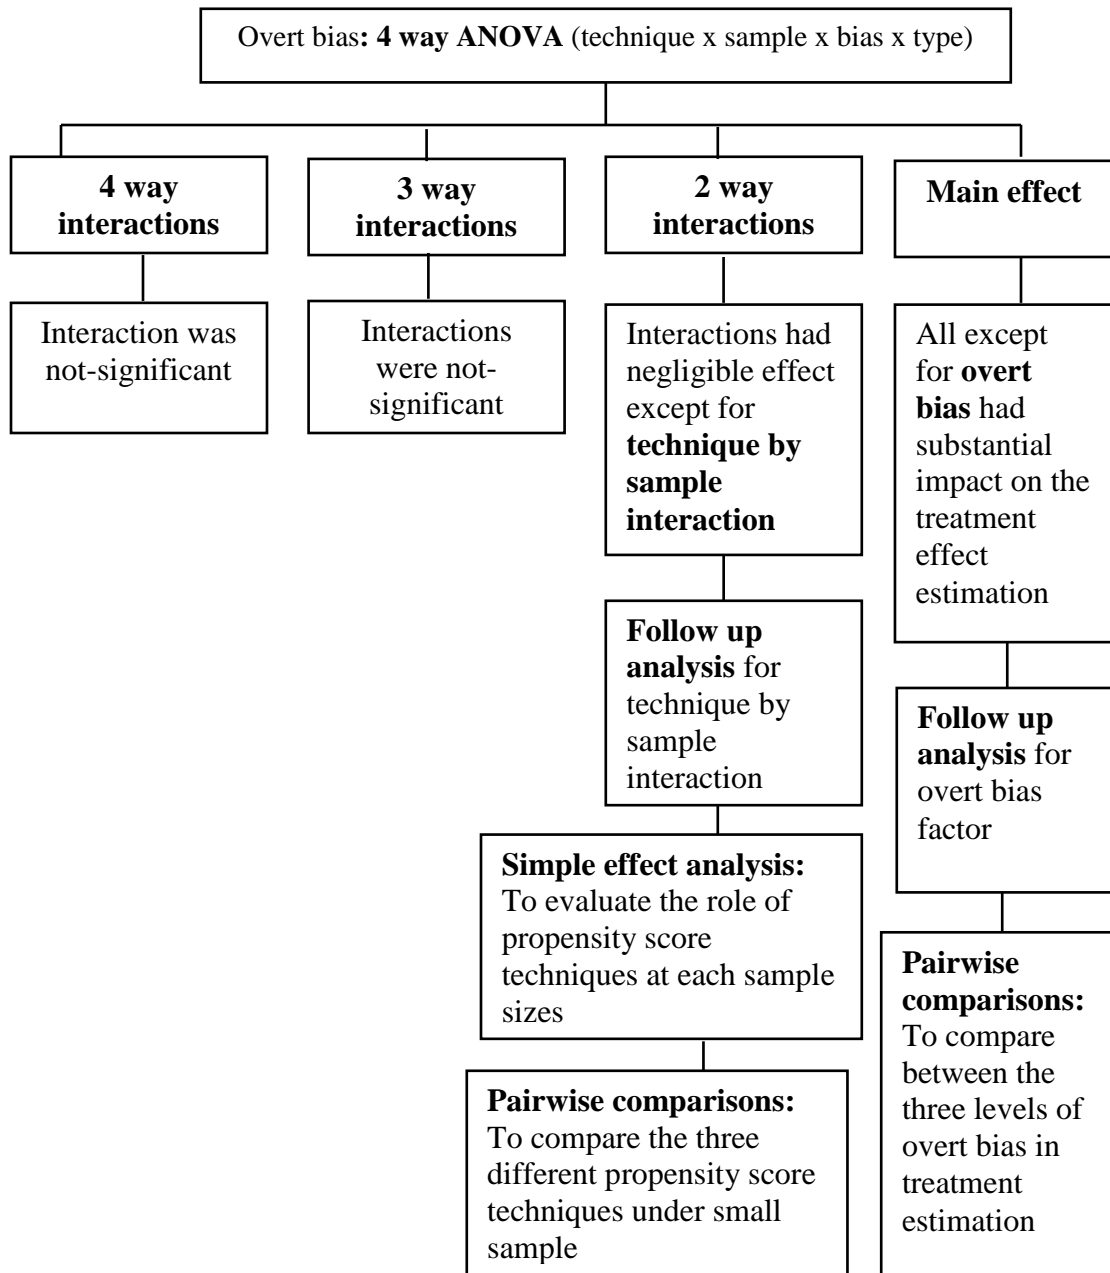 Overt bias: 4 way ANOVA (technique x sample x bias x type)
4 way
interactions
Interaction was
not-significant
3 way
interactions
Interactions
were not-
significant
2 way
interactions
Interactions had
negligible effect
except for
technique by
sample
interaction
Follow up
analysis for
technique by
sample
interaction
Simple effect analysis:
To evaluate the role of
propensity score
techniques at each sample
sizes
Pairwise comparisons:
To compare the three
different propensity score
techniques under small
sample
Main effect
All except
for overt
bias had
substantial
impact on the
treatment
effect
estimation
Follow up
analysis for
overt bias
factor
Pairwise
comparisons:
To compare
between the
three levels of
overt bias in
treatment
estimation